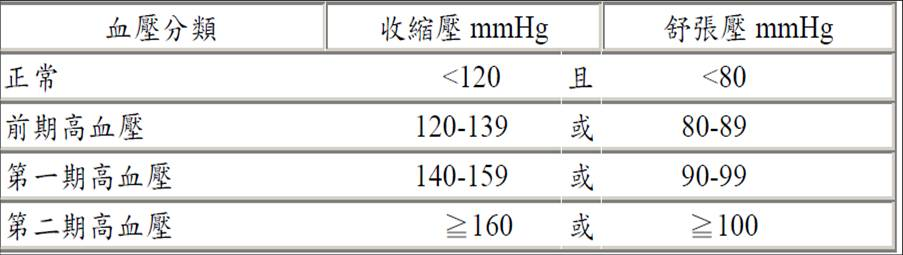 血壓分類 收縮壓 mmHg 舒張壓 mmHg
正常 <120 且 <80
前期高血壓 120-139 或 80-89
第一期高血壓 140-159 或 90-99
第二期高血壓 ≧160 或 ≧100